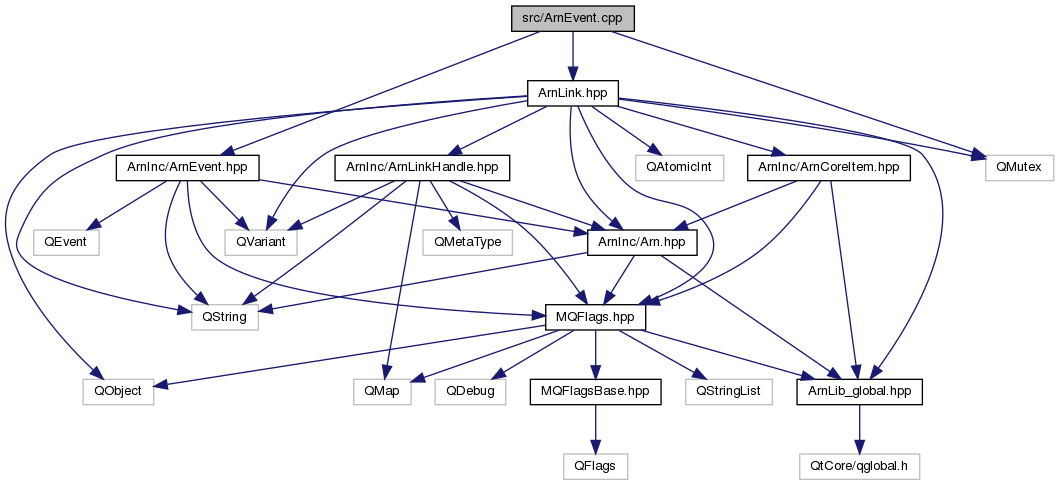 src/ArnEvent.cpp
ArnLink.hpp
ArnInc/ArnEvent.hpp
ArnInc/ArnLinkHandle.hpp
QAtomicInt
ArnInc/ArnCoreItem.hpp
QMutex
QEvent
QVariant
QMetaType
ArnInc/Arn.hpp
QString
MQFlags.hpp
QObject
QMap
QDebug
MQFlagsBase.hpp
QStringList
ArnLib_global.hpp
QFlags
QtCore/qglobal.h